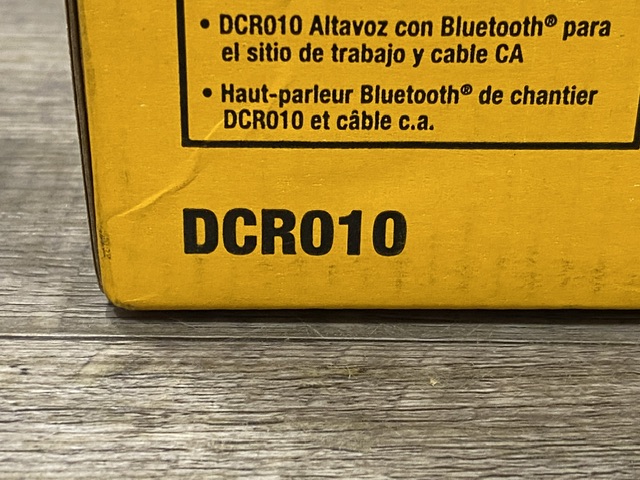 • DCR010 Altavoz con Bluetooth® para
el sitio de trabajo y cable CA
• Haut-parleur Bluetooth® de chantier
DCR010 et câble c.a.
DCR010